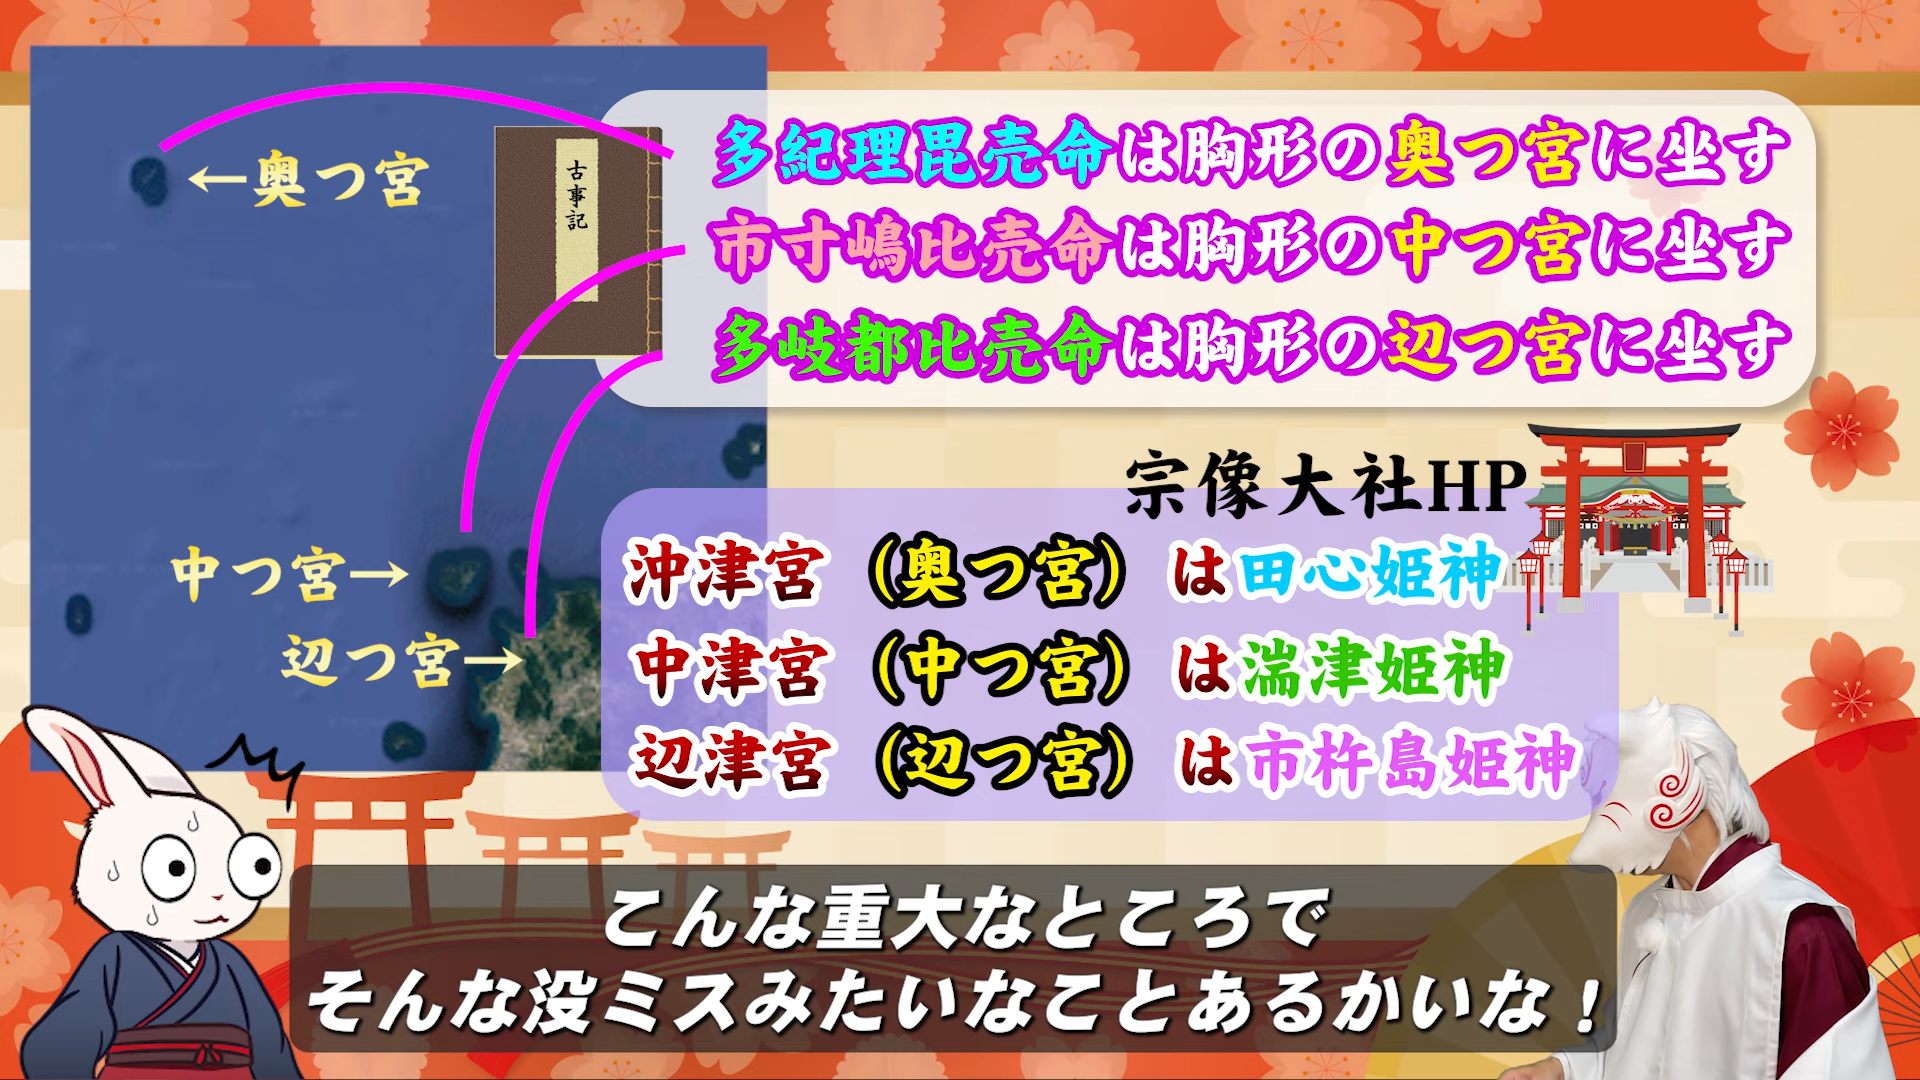 ←奥つ宮
古事記
多紀理毘売命は胸形の奥つ宮に坐す
市寸嶋比売命は胸形の中つ宮に坐す
多岐都比売命は胸形の辺つ宮に坐す
中つ宮→
辺つ宮→
宗像大社HP
沖津宮（奥つ宮）は田心姫神
中津宮（中つ宮）は湍津姫神
辺津宮（辺つ宮）は市杵島姫神
こんな重大なところで
そんな没ミスみたいなことあるかいな！